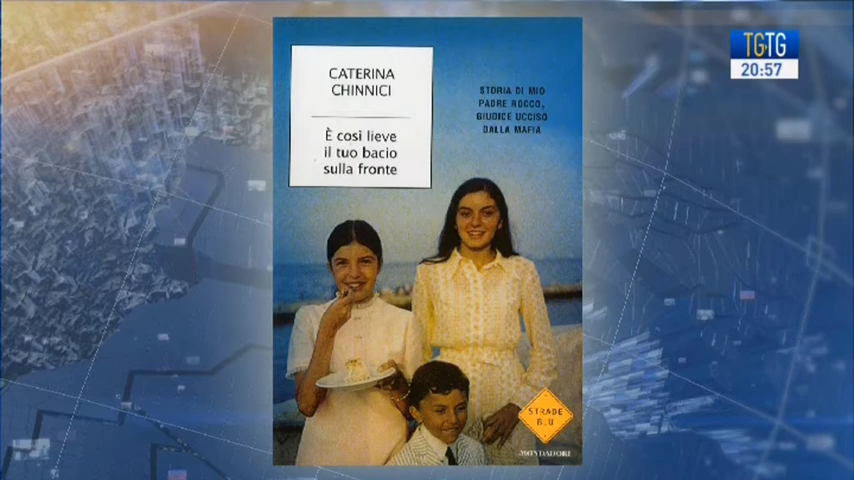 TG TG
20:57
CATERINA
CHINNICI
È così lieve
il tuo bacio
sulla fronte
STORIA DI MIO
PADRE ROCCO,
GIUDICE UCCISO
DALLA MAFIA
STRADE
BLU
MONDADORI